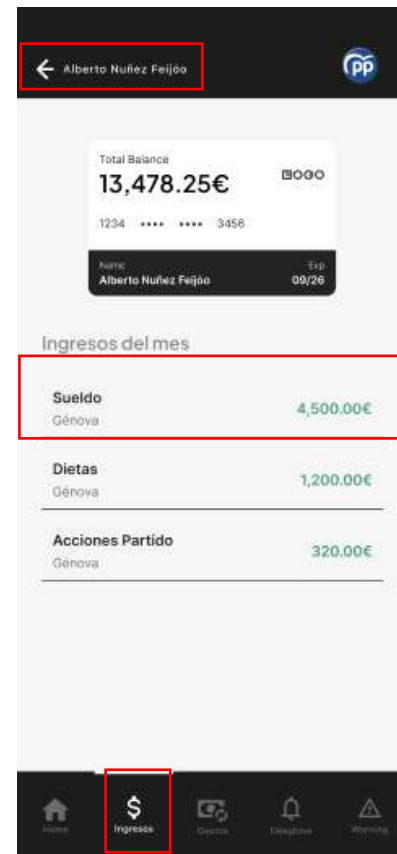 Alberto Nuñez Feijóo
PP
Total Balance
13,478.25€
LOGO
1234 •••• •••• 3456
Name
Exp
Alberto Nuñez Feijóo
09/26
Ingresos del mes
Sueldo
4,500.00€
Génova
Dietas
1,200.00€
Génova
Acciones Partido
320.00€
Génova
Home
Ingresos
Gastos
Warning